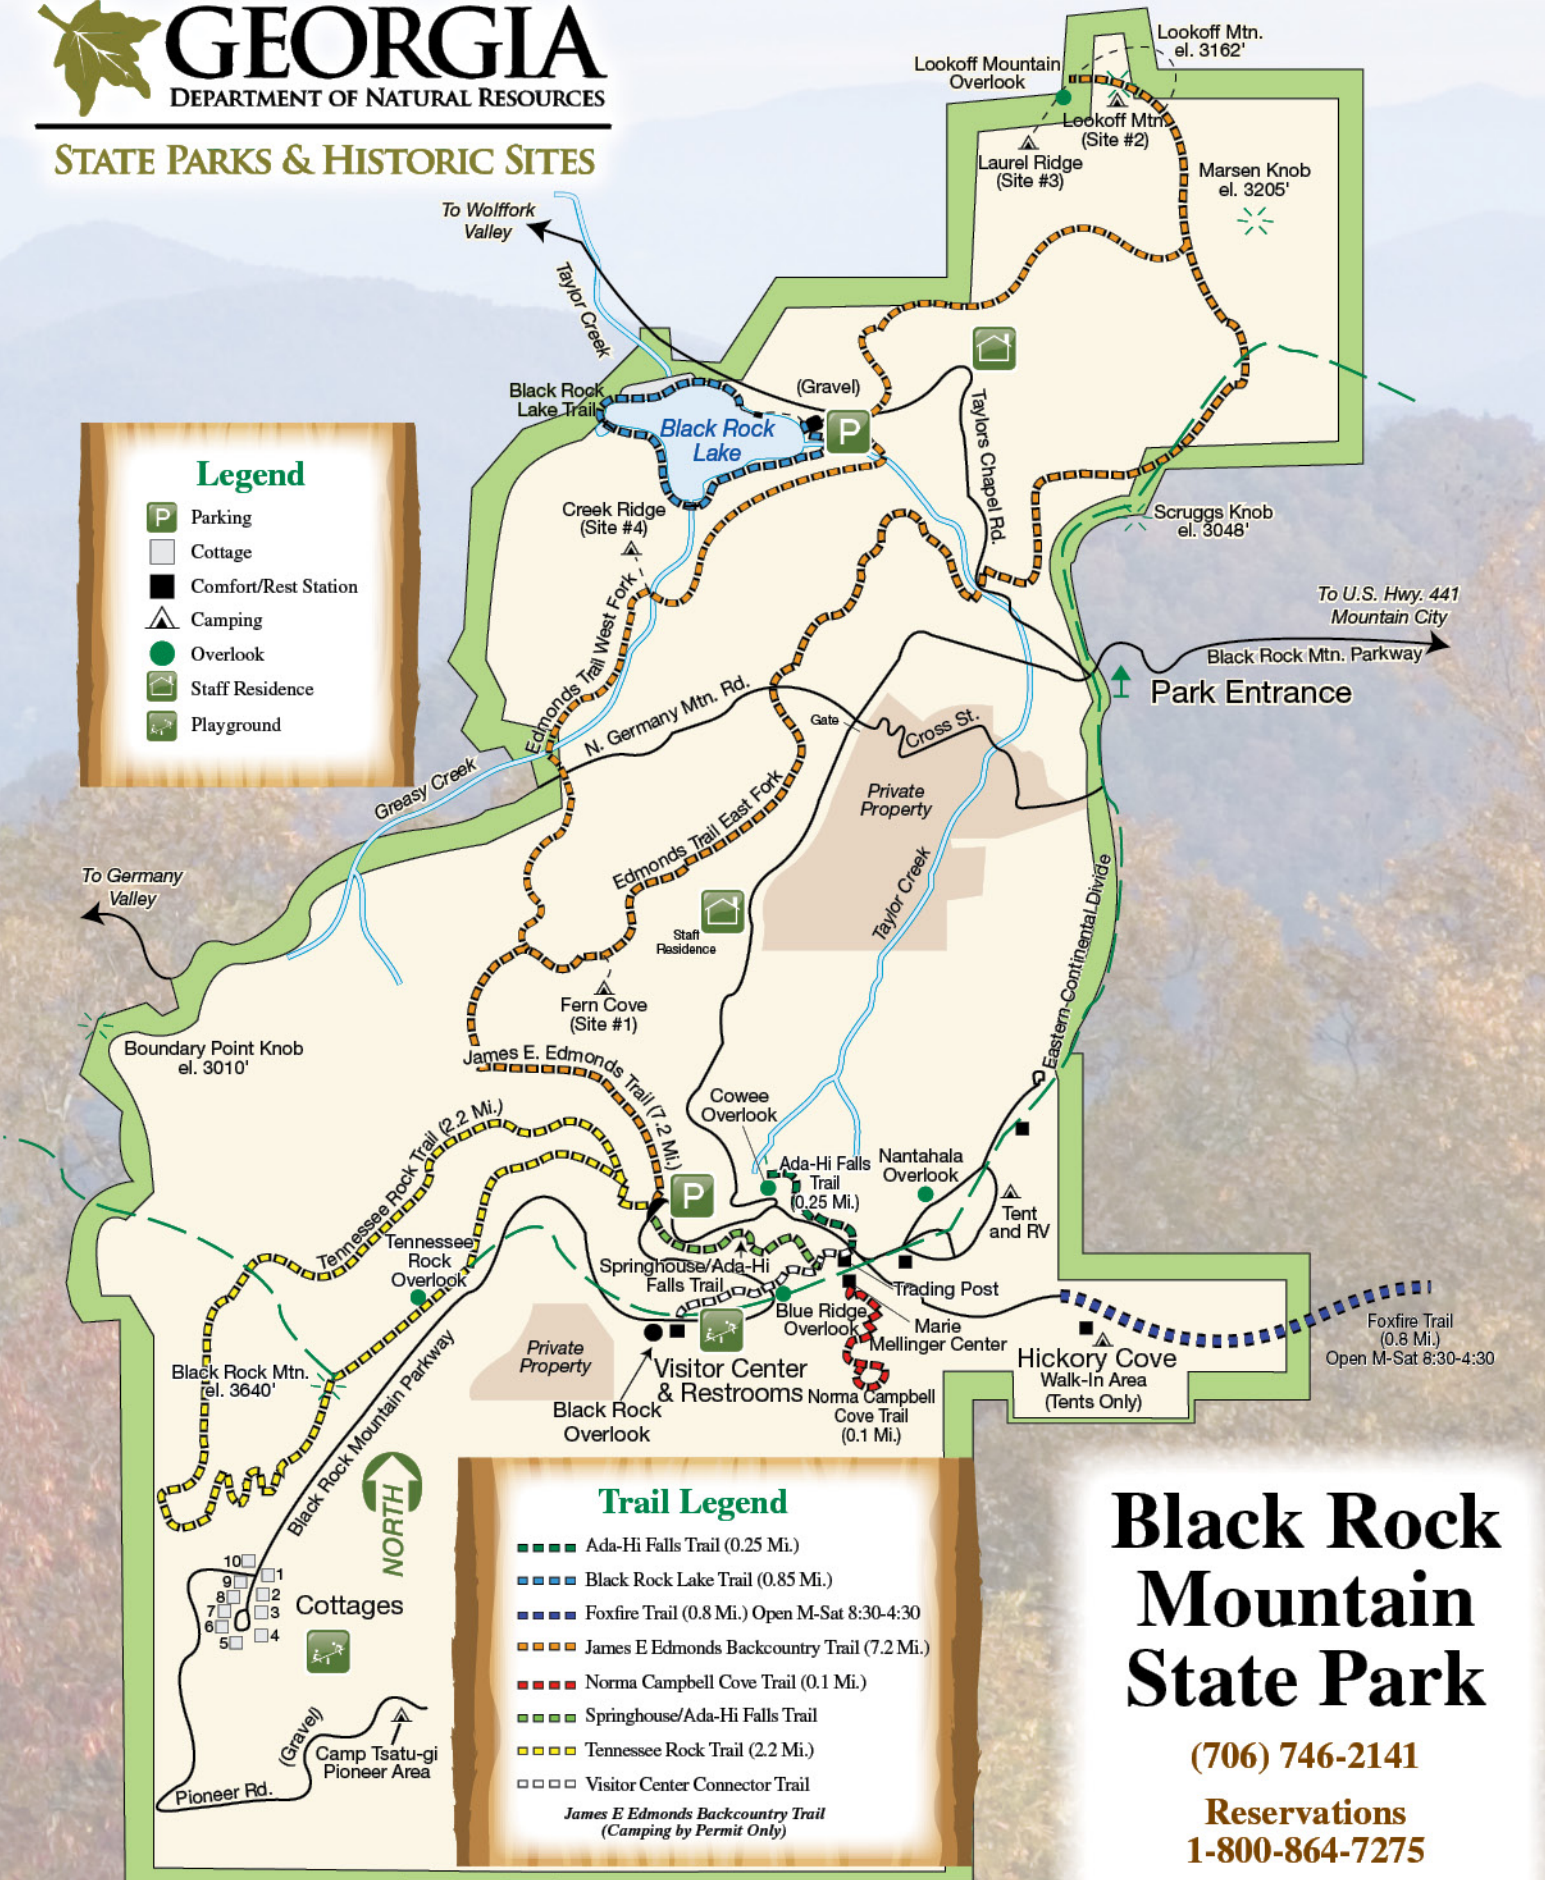 GEORGIA
DEPARTMENT OF NATURAL RESOURCES
STATE PARKS & HISTORIC SITES
Lookoff Mtn.
el. 3162'
Lookoff Mountain
Overlook
Lookoff Mtn.
(Site #2)
Laurel Ridge
(Site #3)
Marsen Knob
el. 3205'
To Wolffork
Valley
Taylor Creek
(Gravel)
P
Black Rock
Lake Trail
Black Rock
Lake
Taylors Chapel Rd.
Creek Ridge
(Site #4)
Scruggs Knob
el. 3048'
Legend
P Parking
Cottage
Comfort/Rest Station
Camping
Overlook
Staff Residence
Playground
Edmonds Trail West Fork
To U.S. Hwy. 441
Mountain City
Black Rock Mtn. Parkway
Park Entrance
N. Germany Mtn. Rd.
Gate
Cross St.
Greasy Creek
Private
Property
Edmonds Trail East Fork
Taylor Creek
Eastern Continental Divide
To Germany
Valley
Staff
Residence
Fern Cove
(Site #1)
Boundary Point Knob
el. 3010'
James E. Edmonds Trail (7.2 Mi.)
Cowee
Overlook
Tennessee Rock Trail (2.2 Mi.)
P
Ada-Hi Falls
Trail
(0.25 Mi.)
Nantahala
Overlook
Tent
and RV
Tennessee
Rock
Overlook
Springhouse/Ada-Hi
Falls Trail
Trading Post
Blue Ridge
Overlook
Marie
Mellinger Center
Foxfire Trail
(0.8 Mi.)
Open M-Sat 8:30-4:30
Hickory Cove
Walk-In Area
(Tents Only)
Private
Property
Visitor Center
& Restrooms
Black Rock
Overlook
Norma Campbell
Cove Trail
(0.1 Mi.)
Black Rock Mtn.
el. 3640'
Black Rock Mountain Parkway
NORTH
10
9
8
7
6
5
1
2
3
4
Cottages
(Gravel)
Camp Tsatu-gi
Pioneer Area
Pioneer Rd.
Trail Legend
Ada-Hi Falls Trail (0.25 Mi.)
Black Rock Lake Trail (0.85 Mi.)
Foxfire Trail (0.8 Mi.) Open M-Sat 8:30-4:30
James E Edmonds Backcountry Trail (7.2 Mi.)
Norma Campbell Cove Trail (0.1 Mi.)
Springhouse/Ada-Hi Falls Trail
Tennessee Rock Trail (2.2 Mi.)
Visitor Center Connector Trail
James E Edmonds Backcountry Trail
(Camping by Permit Only)
Black Rock
Mountain
State Park
(706) 746-2141
Reservations
1-800-864-7275